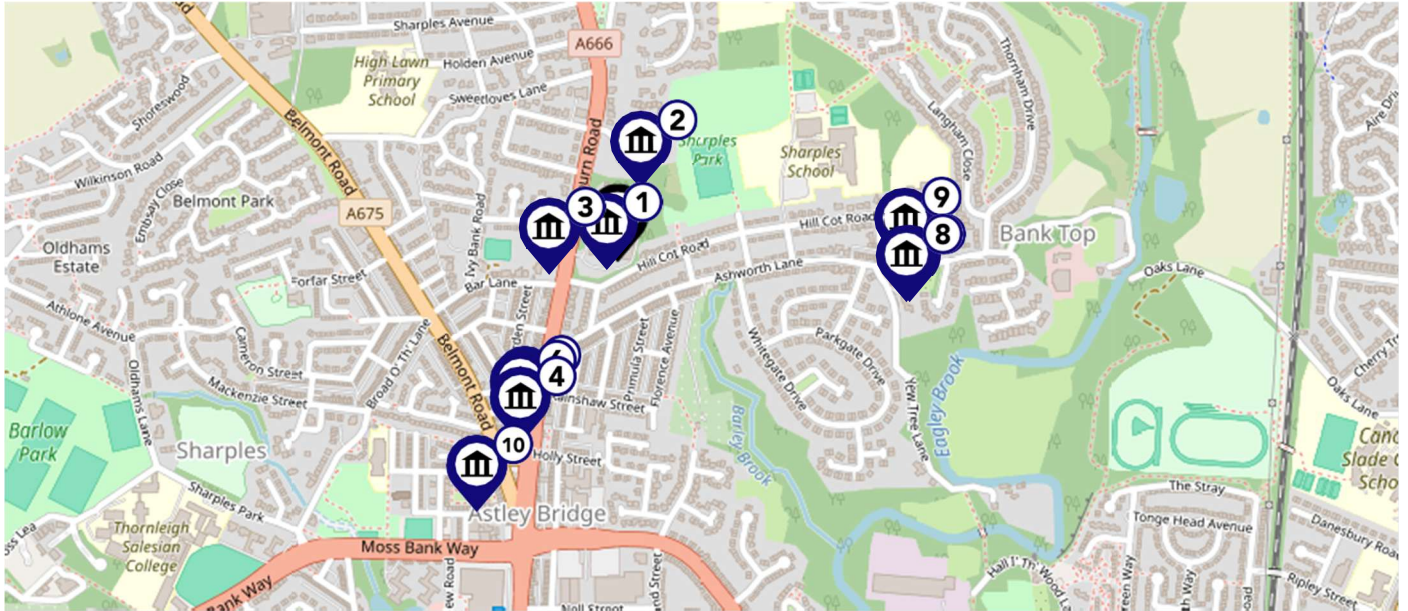 Sharples Avenue
A666
Holden Avenue
High Lawn
Primary
School
Sweetloves Lane
Shoreswood
Thornham Drive
Langham Close
Belmont Road
2
Sharples
Park
Sharples
School
Wilkinson Road
Embsay Close
Belmont Park
A675
Ivy Bank Road
3
1
9
8
Hill Cot Road
Hill Cot Road
Bank Top
Oldhams
Estate
Forfar Street
Bar Lane
Ashworth Lane
Oaks Lane
Athlone Avenue
Cameron Street
Broad O' Th' Lane
Belmont Road
Primula Street
Florence Avenue
Whitegate Drive
Parkgate Drive
Oldhams Lane
Mackenzie Street
4
Yew Tree Lane
Eagley Brook
Oaks Lane
Barley Brook
Barlow
Park
10
Holly Street
Sharples
Astley Bridge
Slade
The Stray
Sharples Park
Thornleigh
Salesian
College
Tonge Head Avenue
Danesbury
Moss Bank Way
Bank Way
Ripley Street
Way